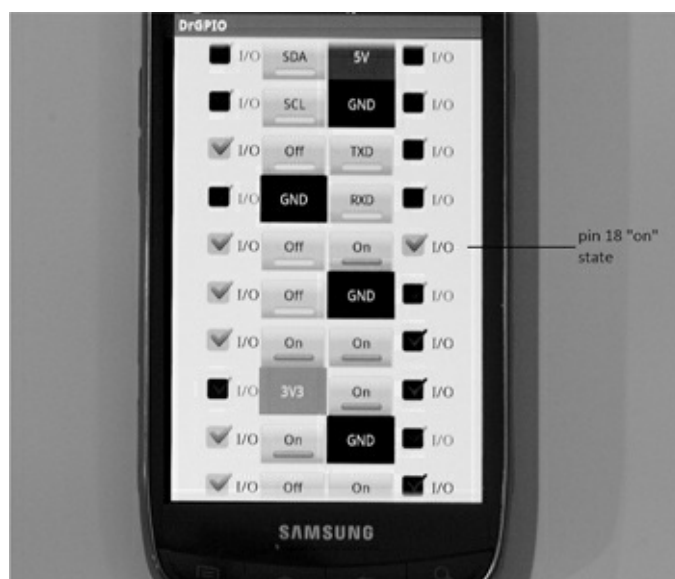 DrGPIO
I/O SDA 5V I/O
I/O SCL GND I/O
I/O Off TXD I/O
I/O GND RXD I/O
I/O Off On I/O
pin 18 "on"
state
I/O Off GND I/O
I/O On On I/O
I/O 3V3 On I/O
I/O On GND I/O
I/O Off On I/O
SAMSUNG